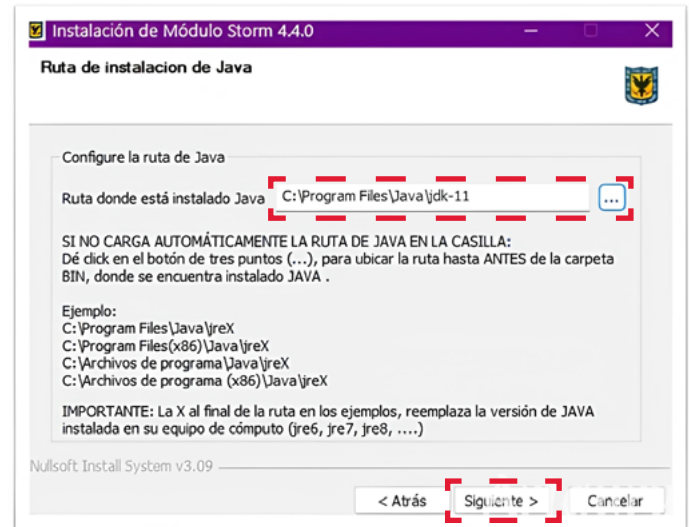 Instalación de Módulo Storm 4.4.0
Ruta de instalacion de Java
Configure la ruta de Java
Ruta donde está instalado Java C:\Program Files\Java\jdk-11 ...
SI NO CARGA AUTOMÁTICAMENTE LA RUTA DE JAVA EN LA CASILLA:
Dé click en el botón de tres puntos (...), para ubicar la ruta hasta ANTES de la carpeta
BIN, donde se encuentra instalado JAVA .
Ejemplo:
C:\Program Files\Java\jreX
C:\Program Files(x86)\Java\jreX
C:\Archivos de programa\Java\jreX
C:\Archivos de programa (x86)\Java\jreX
IMPORTANTE: La X al final de la ruta en los ejemplos, reemplaza la versión de JAVA
instalada en su equipo de cómputo (jre6, jre7, jre8, ....)
Nullsoft Install System v3.09
< Atrás Siguiente > Cancelar